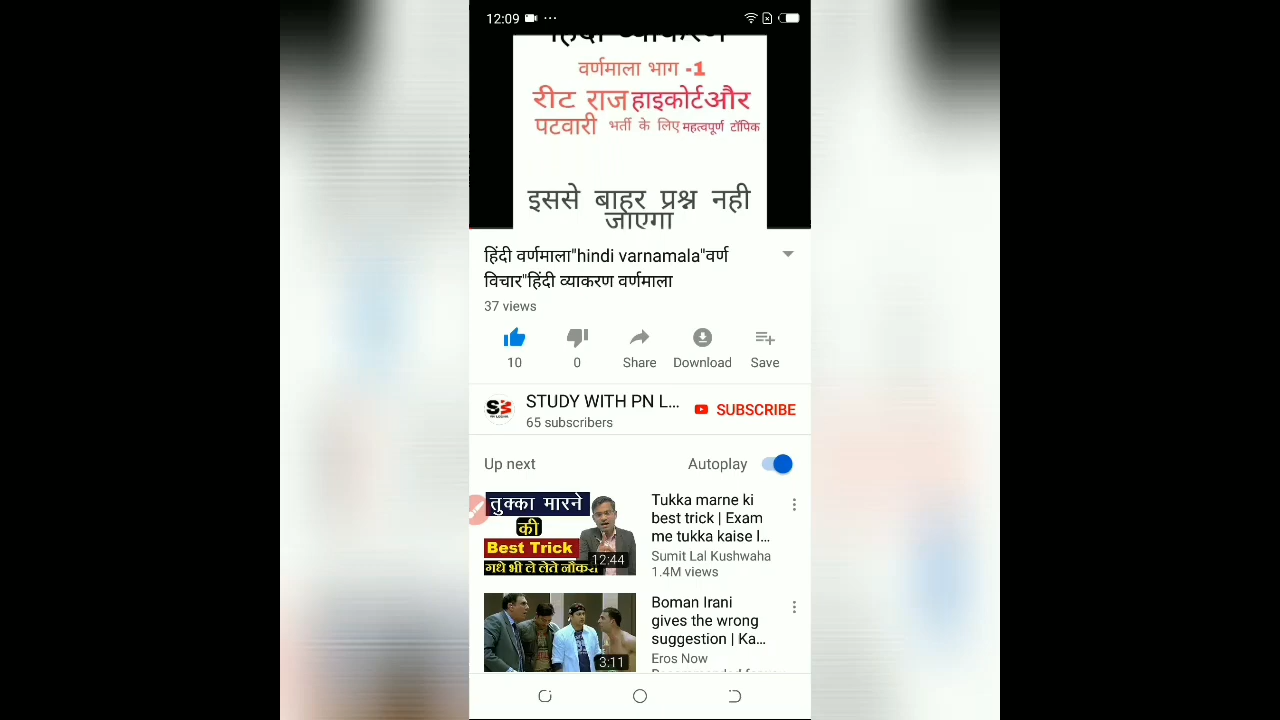 12:09
हिंदी व्याकरण
वर्णमाला भाग -1
रीट राज हाइकोर्ट और
पटवारी भर्ती के लिए महत्वपूर्ण टॉपिक
इससे बाहर प्रश्न नही
जाएगा
हिंदी वर्णमाला"hindi varnamala"वर्ण
विचार"हिंदी व्याकरण वर्णमाला
37 views
10 0 Share Download Save
STUDY WITH PN L... SUBSCRIBE
65 subscribers
Up next Autoplay
तुक्का मारने
की
Best Trick
गधे भी ले लेते नौकरी
12:44
Tukka marne ki
best trick | Exam
me tukka kaise l...
Sumit Lal Kushwaha
1.4M views
3:11
Boman Irani
gives the wrong
suggestion | Ka...
Eros Now